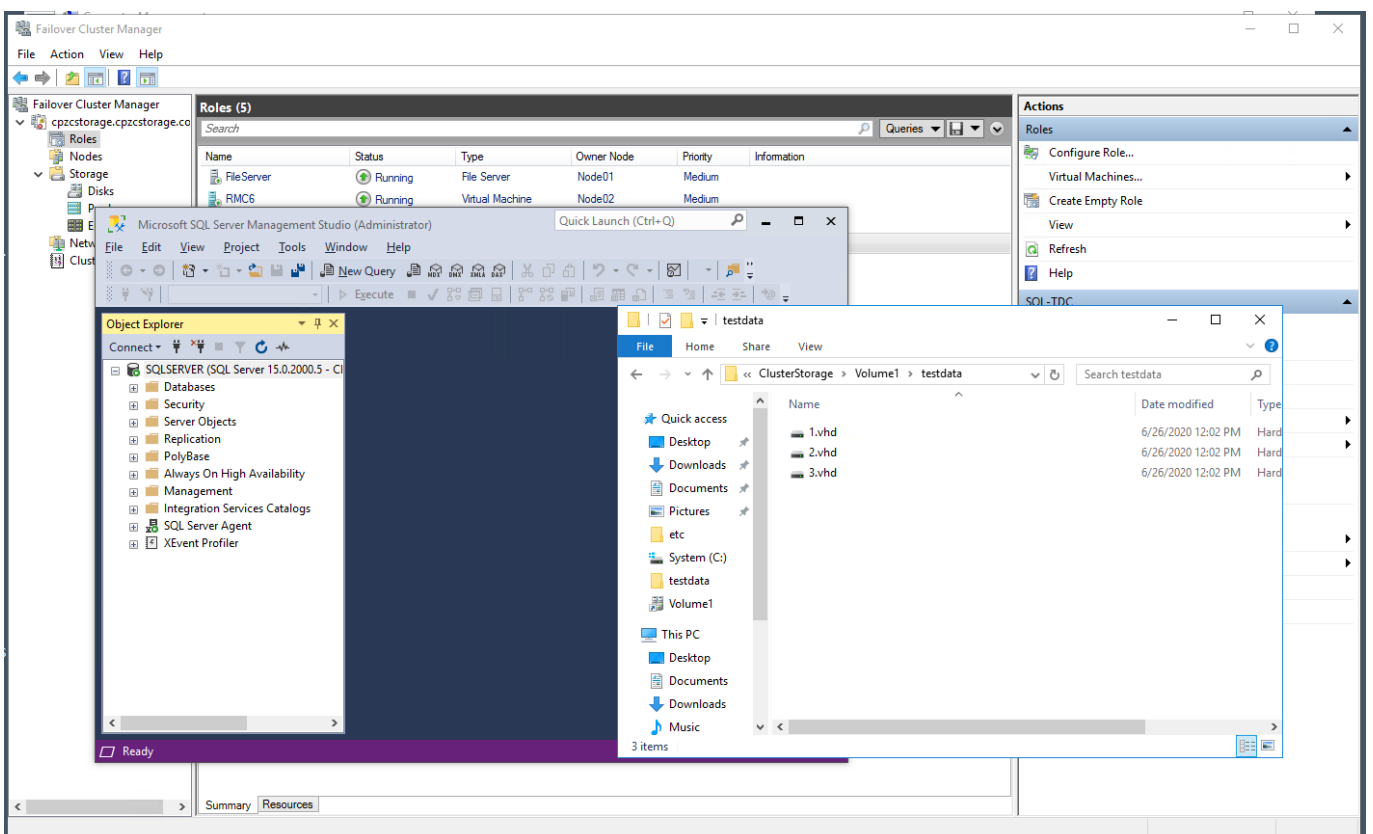 Failover Cluster Manager
File Action View Help
Failover Cluster Manager
cpzcstorage.cpzcstorage.co
Roles
Nodes
Storage
Disks
Netw
Clust
Roles (5)
Search
Queries
Name Status Type Owner Node Priority Information
FileServer Running File Server Node01 Medium
RMC6 Running Virtual Machine Node02 Medium
Actions
Roles
Configure Role...
Virtual Machines...
Create Empty Role
View
Refresh
Help
SQL-TDC
Microsoft SQL Server Management Studio (Administrator)
Quick Launch (Ctrl+Q)
File Edit View Project Tools Window Help
New Query
Execute
Object Explorer
Connect
SQLSERVER (SQL Server 15.0.2000.5 - Cl
Databases
Security
Server Objects
Replication
PolyBase
Always On High Availability
Management
Integration Services Catalogs
SQL Server Agent
XEvent Profiler
Ready
testdata
File Home Share View
« ClusterStorage › Volume1 › testdata
Search testdata
Quick access
Desktop
Downloads
Documents
Pictures
etc
System (C:)
testdata
Volume1
This PC
Desktop
Documents
Downloads
Music
Name Date modified Type
1.vhd 6/26/2020 12:02 PM Hard
2.vhd 6/26/2020 12:02 PM Hard
3.vhd 6/26/2020 12:02 PM Hard
3 items
Summary Resources